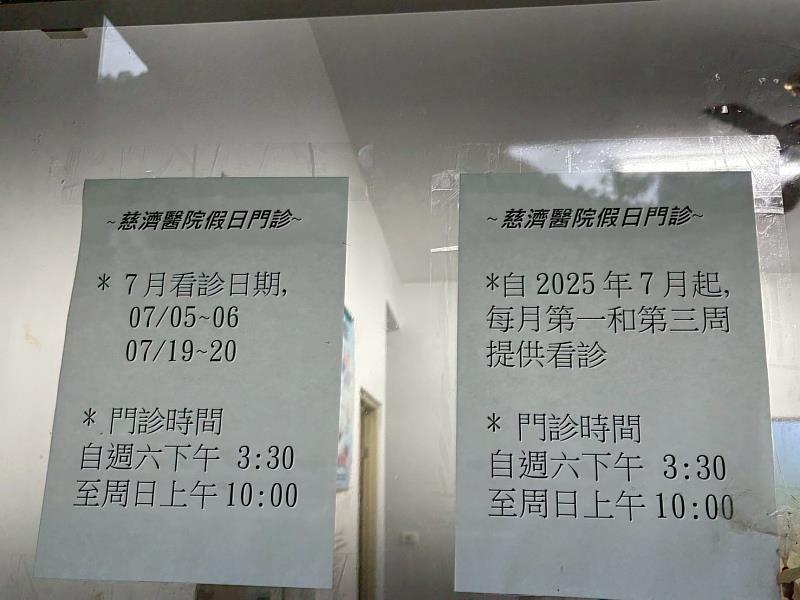 ~慈濟醫院假日門診~
* 7月看診日期,
07/05~06
07/19~20
* 門診時間
自週六下午 3:30
至周日上午10:00
~慈濟醫院假日門診~
*自 2025 年 7 月起,
每月第一和第三周
提供看診
* 門診時間
自週六下午 3:30
至周日上午10:00